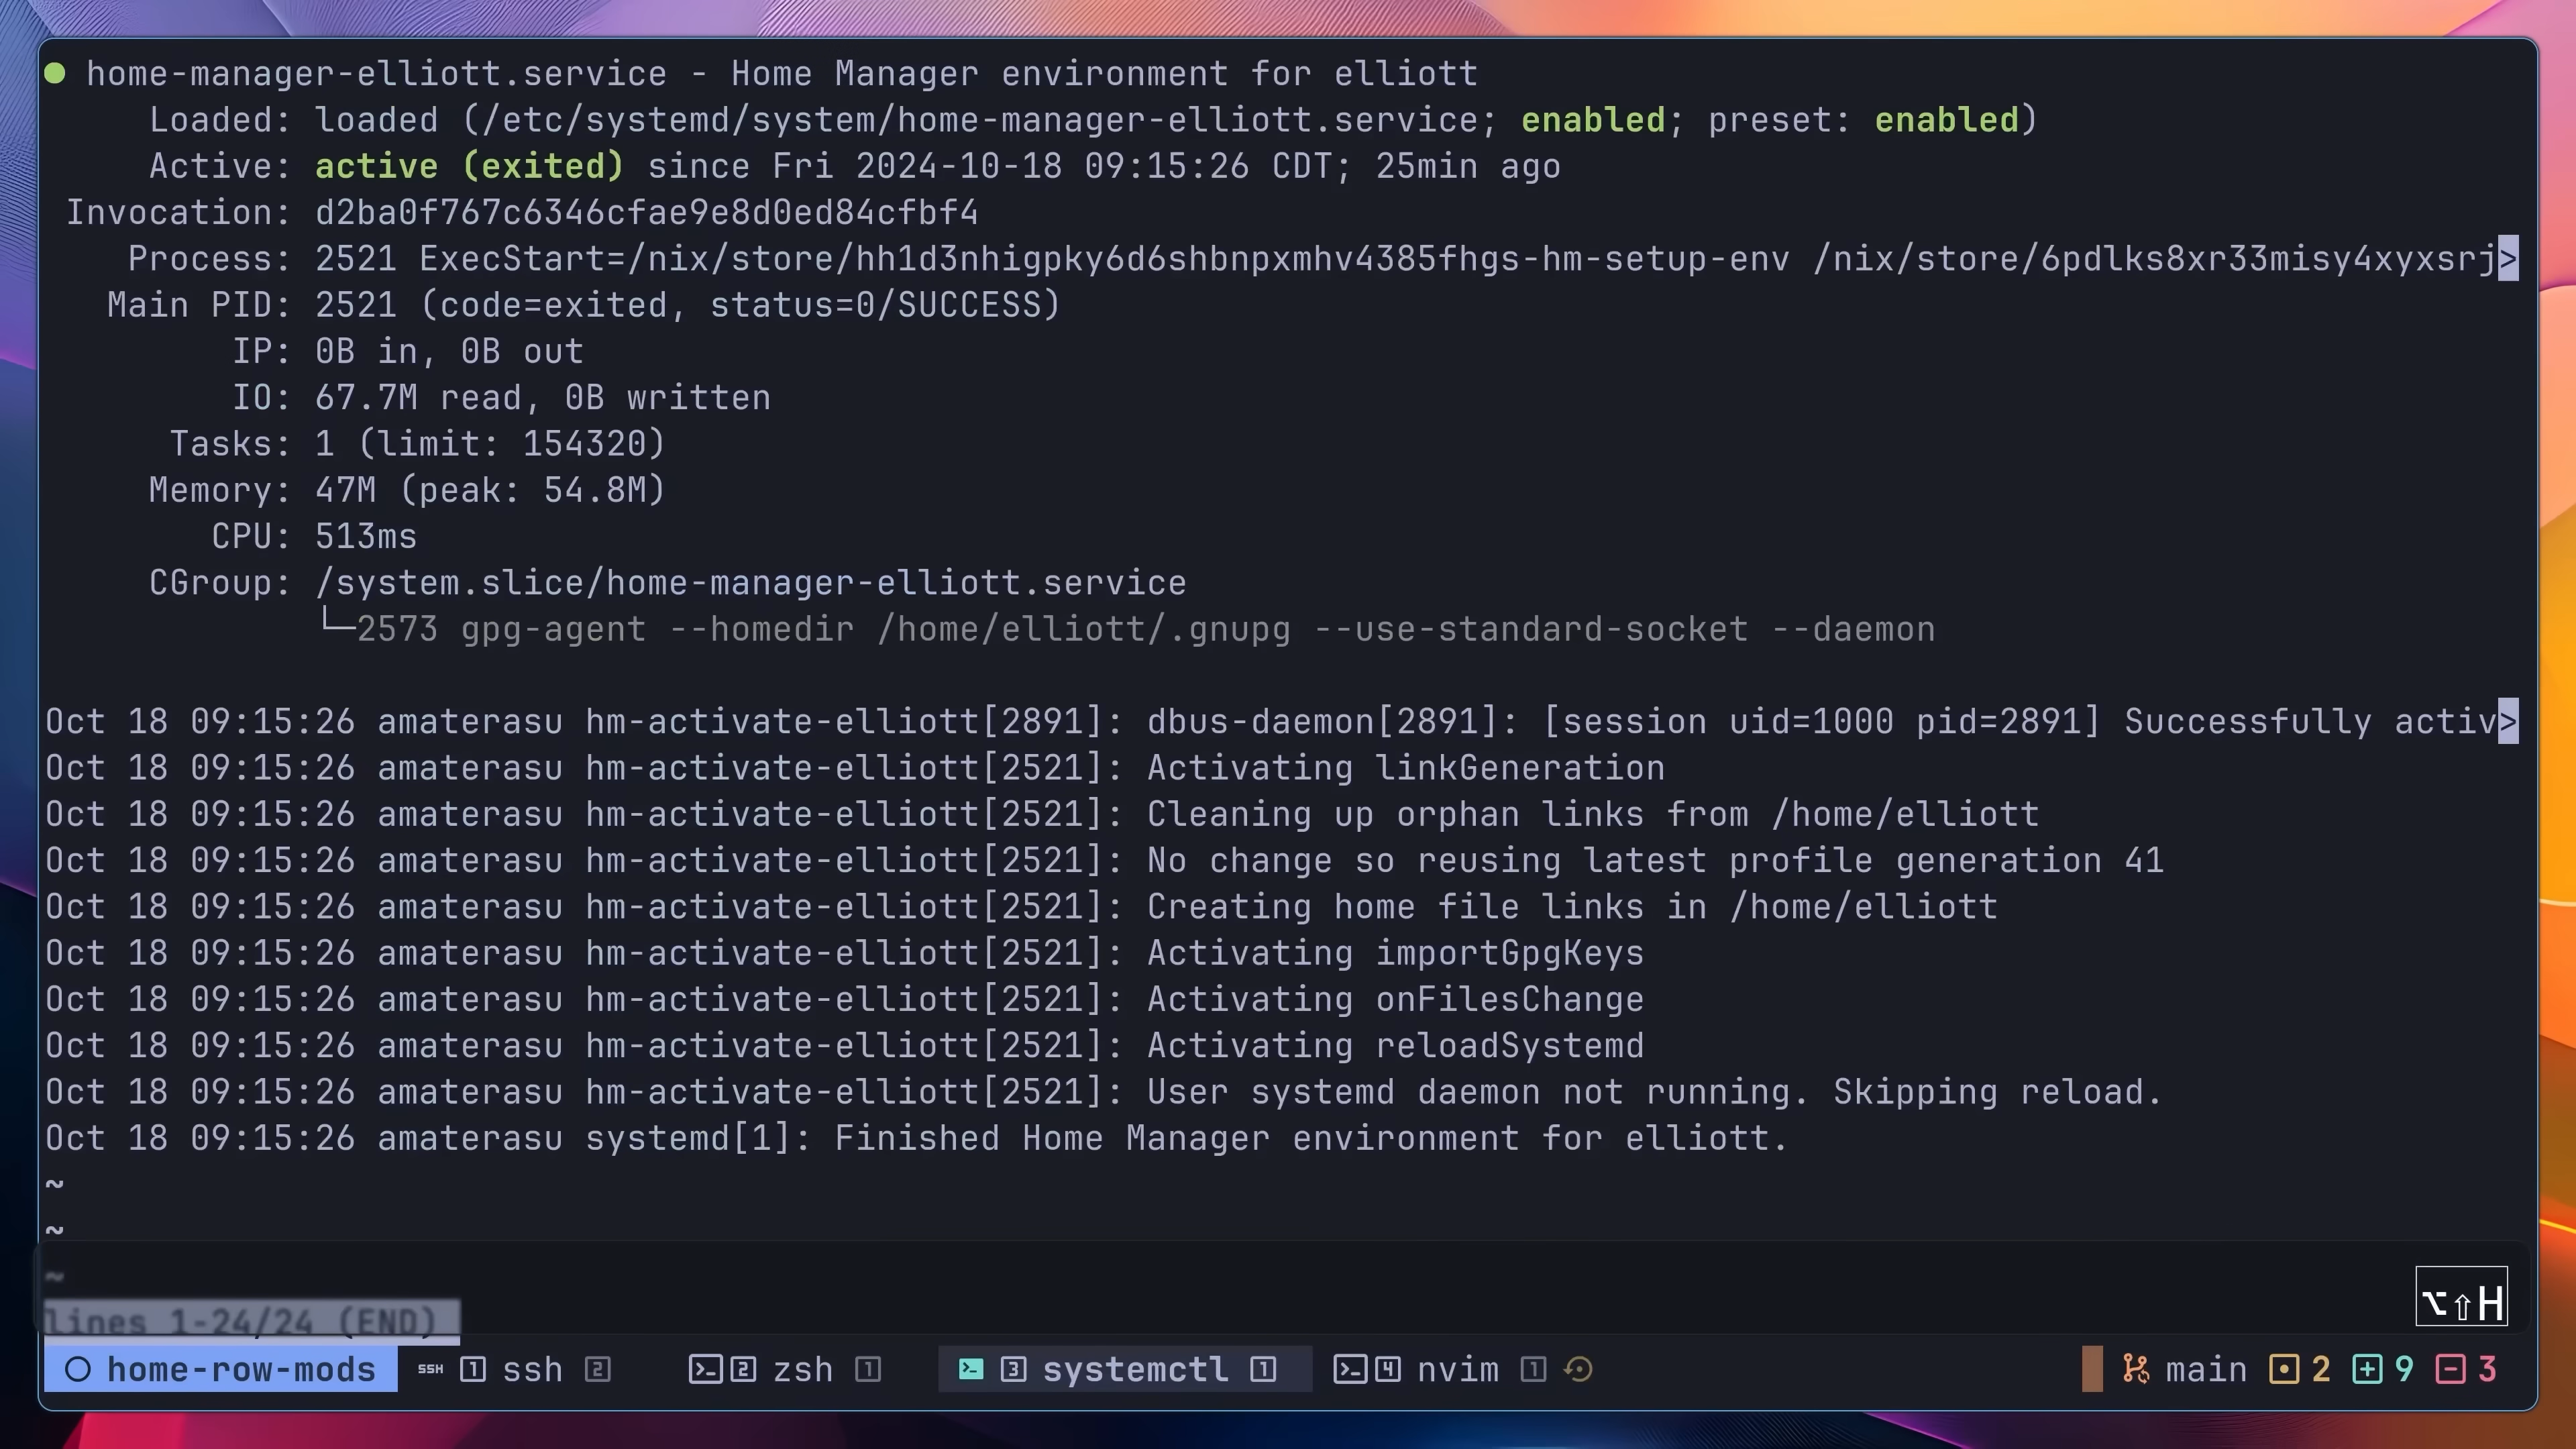 ● home-manager-elliott.service - Home Manager environment for elliott
Loaded: loaded (/etc/systemd/system/home-manager-elliott.service; enabled; preset: enabled)
Active: active (exited) since Fri 2024-10-18 09:15:26 CDT; 25min ago
Invocation: d2ba0f767c6346cfae9e8d0ed84cfbf4
Process: 2521 ExecStart=/nix/store/hh1d3nhigpky6d6shbnpxmhv4385fhgs-hm-setup-env /nix/store/6pdlks8xr33misy4xyxsrj>
Main PID: 2521 (code=exited, status=0/SUCCESS)
IP: 0B in, 0B out
IO: 67.7M read, 0B written
Tasks: 1 (limit: 154320)
Memory: 47M (peak: 54.8M)
CPU: 513ms
CGroup: /system.slice/home-manager-elliott.service
└─2573 gpg-agent --homedir /home/elliott/.gnupg --use-standard-socket --daemon
Oct 18 09:15:26 amaterasu hm-activate-elliott[2891]: dbus-daemon[2891]: [session uid=1000 pid=2891] Successfully activ>
Oct 18 09:15:26 amaterasu hm-activate-elliott[2521]: Activating linkGeneration
Oct 18 09:15:26 amaterasu hm-activate-elliott[2521]: Cleaning up orphan links from /home/elliott
Oct 18 09:15:26 amaterasu hm-activate-elliott[2521]: No change so reusing latest profile generation 41
Oct 18 09:15:26 amaterasu hm-activate-elliott[2521]: Creating home file links in /home/elliott
Oct 18 09:15:26 amaterasu hm-activate-elliott[2521]: Activating importGpgKeys
Oct 18 09:15:26 amaterasu hm-activate-elliott[2521]: Activating onFilesChange
Oct 18 09:15:26 amaterasu hm-activate-elliott[2521]: Activating reloadSystemd
Oct 18 09:15:26 amaterasu hm-activate-elliott[2521]: User systemd daemon not running. Skipping reload.
Oct 18 09:15:26 amaterasu systemd[1]: Finished Home Manager environment for elliott.
~
~
~
lines 1-24/24 (END)
⌥⇧H
home-row-mods SSH 1 ssh 2 2 zsh 1 3 systemctl 1 4 nvim 1 main 2 9 3